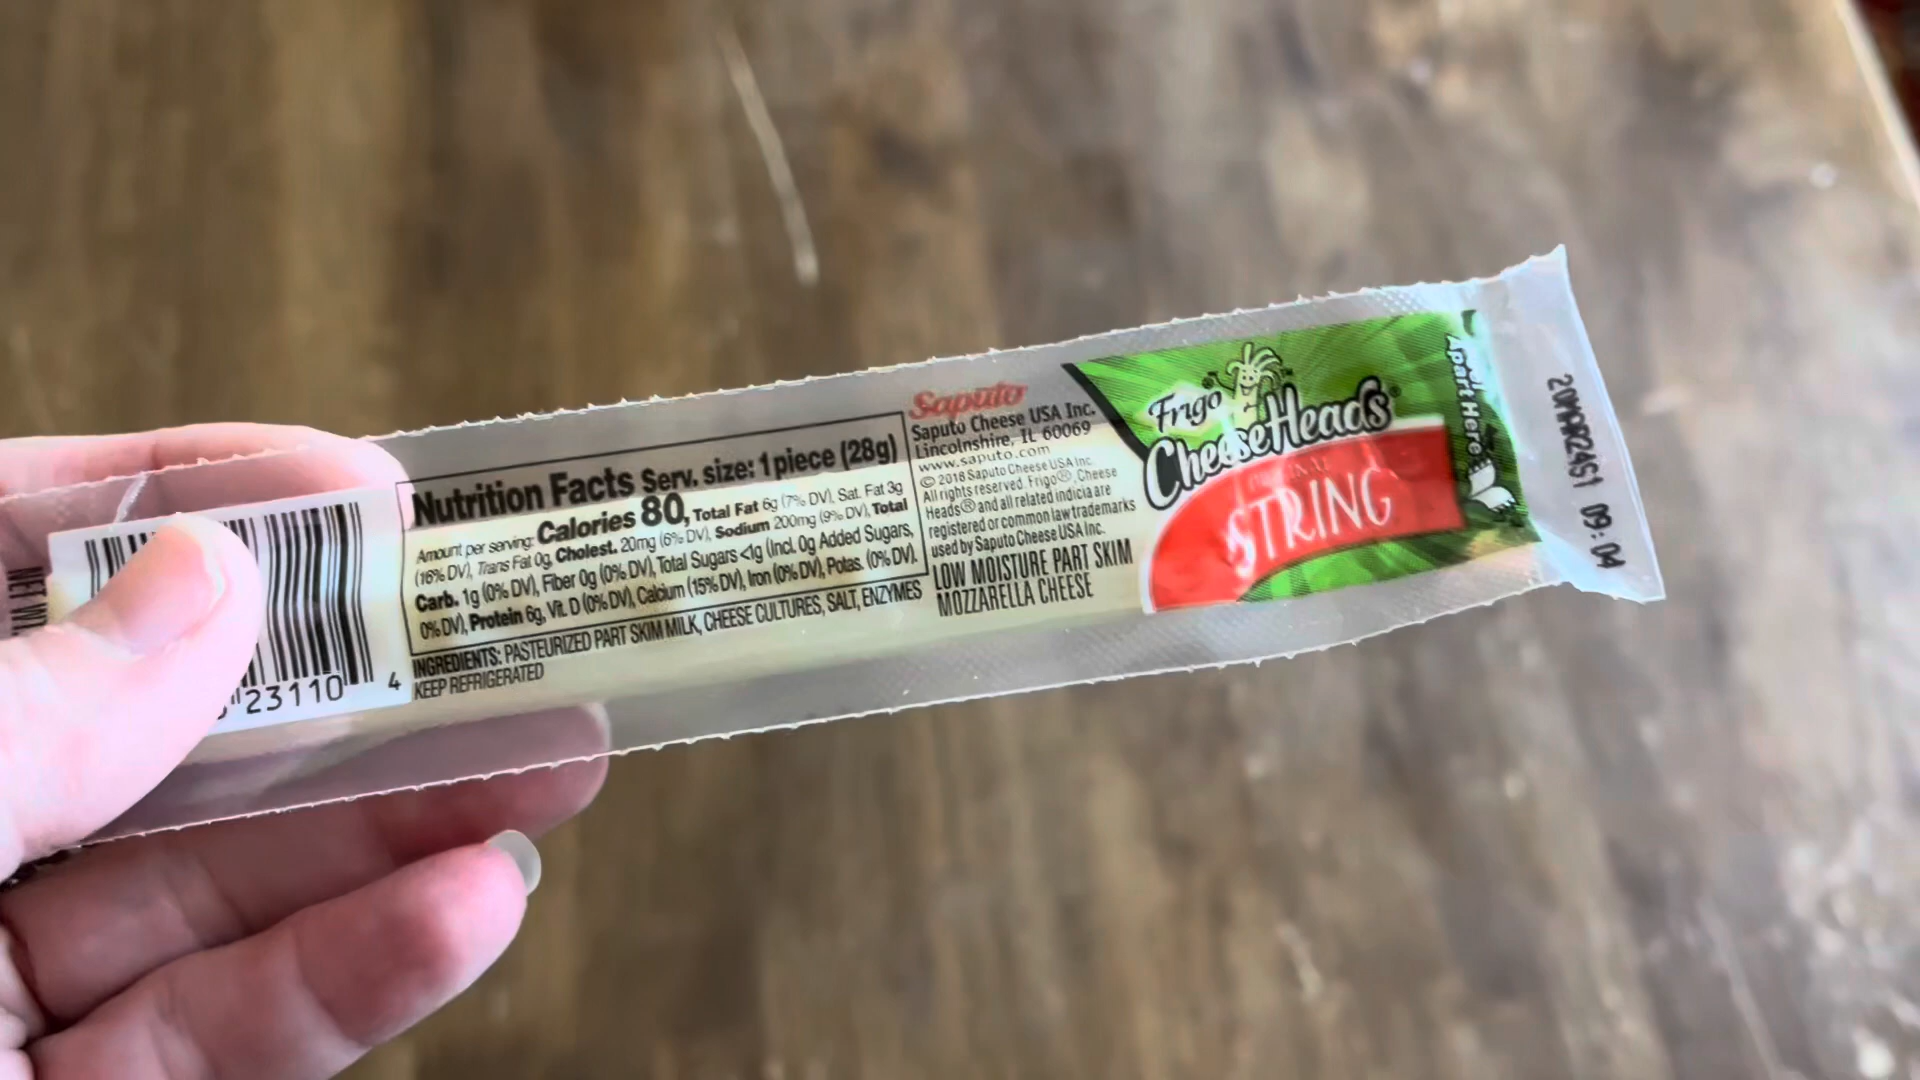 NET WT.
23110 4
Nutrition Facts Serv. size: 1 piece (28g)
Amount per serving: Calories 80, Total Fat 6g (7% DV), Sat. Fat 3g
(16% DV), Trans Fat 0g, Cholest. 20mg (6% DV), Sodium 200mg (9% DV), Total
Carb. 1g (0% DV), Fiber 0g (0% DV), Total Sugars <1g (Incl. 0g Added Sugars,
0% DV), Protein 6g, Vit. D (0% DV), Calcium (15% DV), Iron (0% DV), Potas. (0% DV).
INGREDIENTS: PASTEURIZED PART SKIM MILK, CHEESE CULTURES, SALT, ENZYMES
KEEP REFRIGERATED
Saputo
Saputo Cheese USA Inc.
Lincolnshire, IL 60069
www.saputo.com
© 2018 Saputo Cheese USA Inc.
All rights reserved. Frigo®, Cheese
Heads® and all related indicia are
registered or common law trademarks
used by Saputo Cheese USA Inc.
LOW MOISTURE PART SKIM
MOZZARELLA CHEESE
Frigo®
CheeseHeads®
STRING
Apart Here
09:04